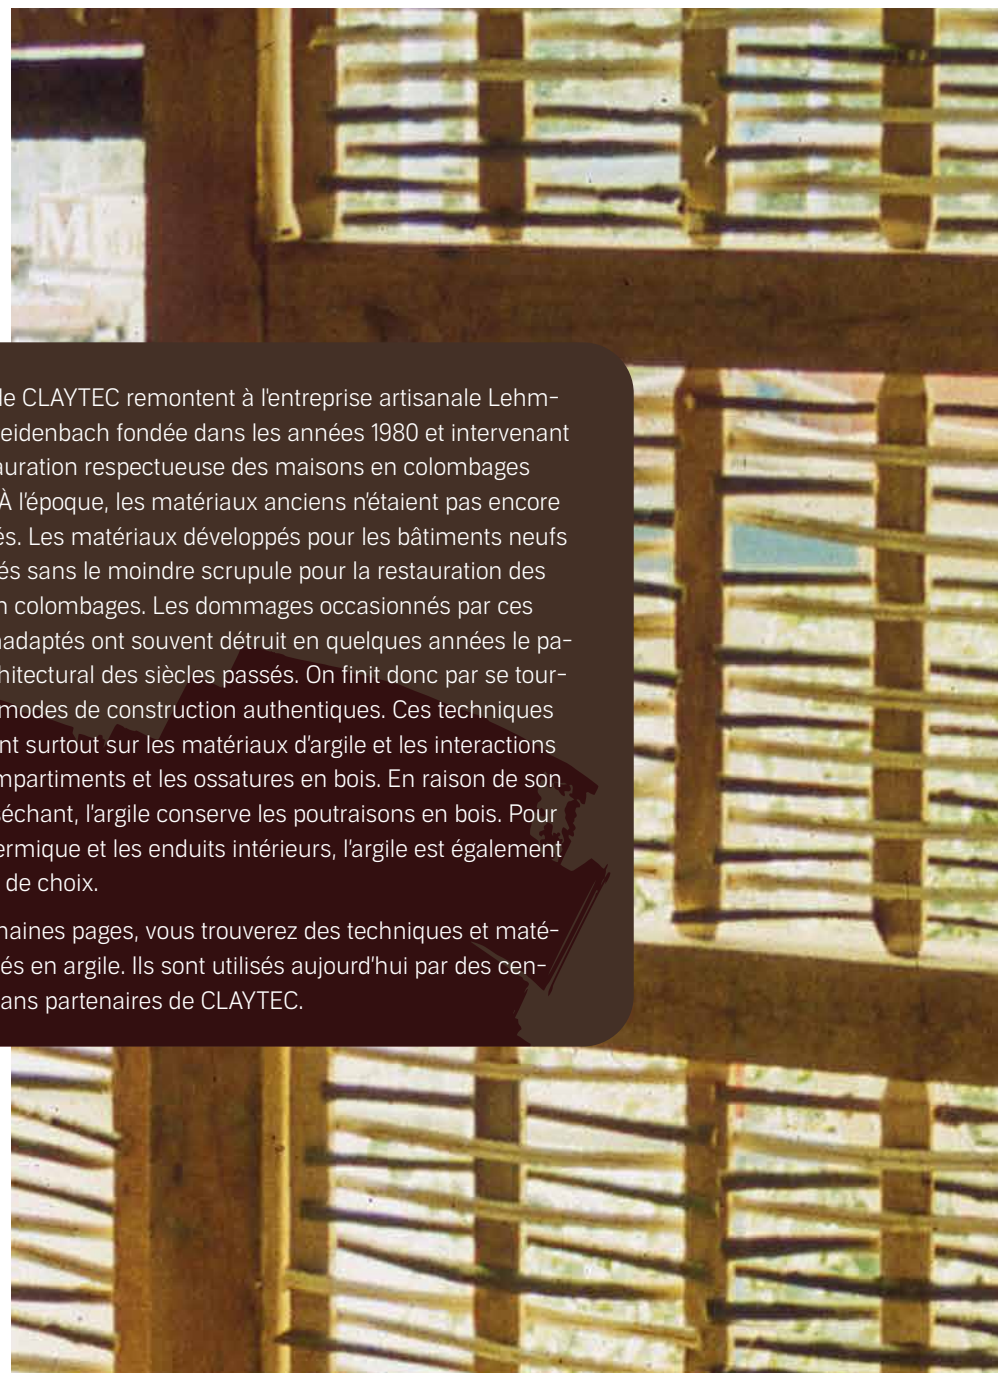 M
de CLAYTEC remontent à l'entreprise artisanale Lehm-
eidenbach fondée dans les années 1980 et intervenant
auration respectueuse des maisons en colombages
À l'époque, les matériaux anciens n'étaient pas encore
és. Les matériaux développés pour les bâtiments neufs
és sans le moindre scrupule pour la restauration des
n colombages. Les dommages occasionnés par ces
nadaptés ont souvent détruit en quelques années le pa-
hitectural des siècles passés. On finit donc par se tour-
modes de construction authentiques. Ces techniques
nt surtout sur les matériaux d'argile et les interactions
mpartiments et les ossatures en bois. En raison de son
séchant, l'argile conserve les poutraisons en bois. Pour
ermique et les enduits intérieurs, l'argile est également
de choix.
haines pages, vous trouverez des techniques et maté-
és en argile. Ils sont utilisés aujourd'hui par des cen-
ans partenaires de CLAYTEC.